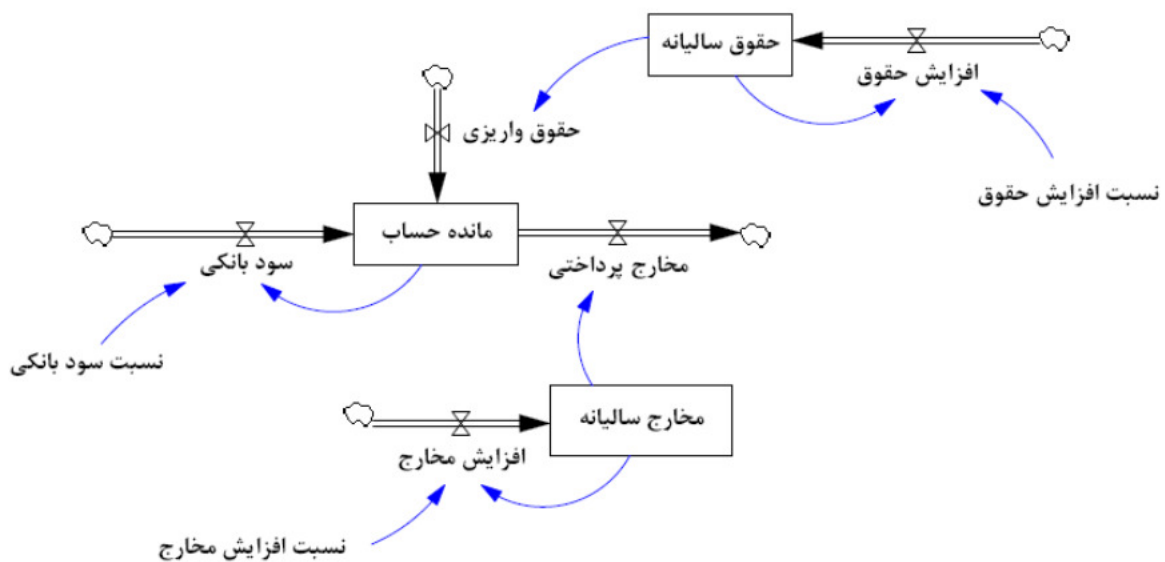 حقوق سالیانه
افزایش حقوق
حقوق واریزی
نسبت افزایش حقوق
مانده حساب
سود بانکی
مخارج پرداختی
نسبت سود بانکی
مخارج سالیانه
افزایش مخارج
نسبت افزایش مخارج